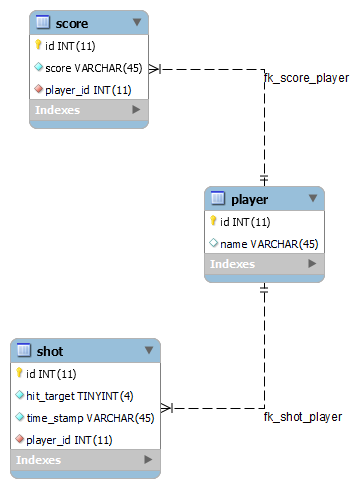 score
id INT(11)
score VARCHAR(45)
player_id INT(11)
Indexes
fk_score_player
player
id INT(11)
name VARCHAR(45)
Indexes
shot
id INT(11)
hit_target TINYINT(4)
time_stamp VARCHAR(45)
player_id INT(11)
Indexes
fk_shot_player